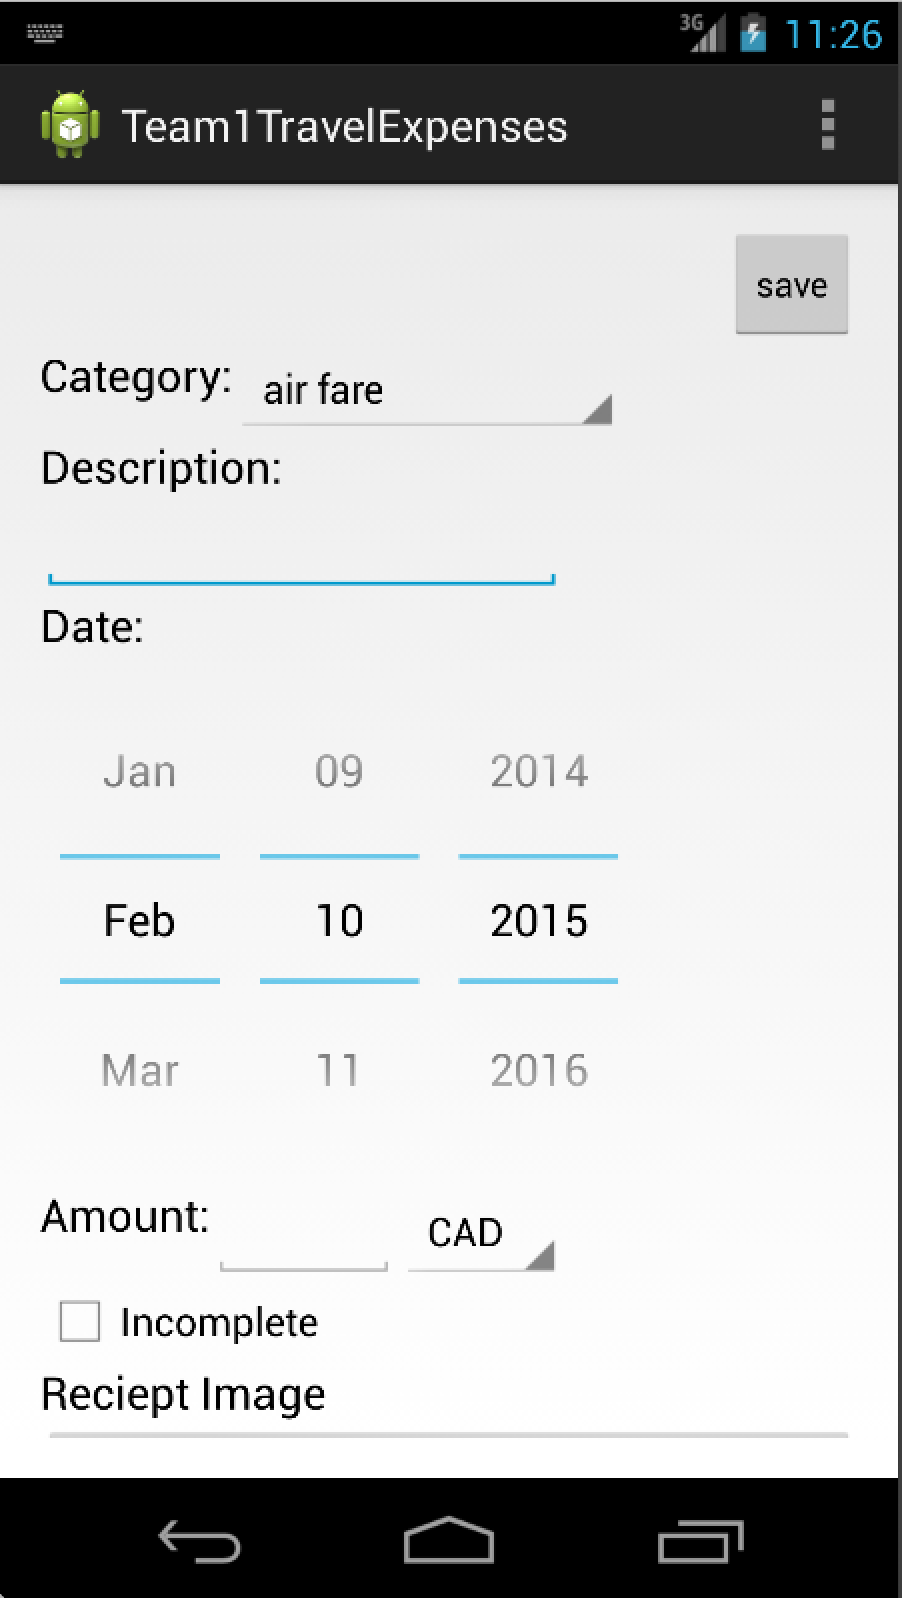 3G 11:26
Team1TravelExpenses
save
Category: air fare
Description:
Date:
Jan 09 2014
Feb 10 2015
Mar 11 2016
Amount: CAD
Incomplete
Reciept Image